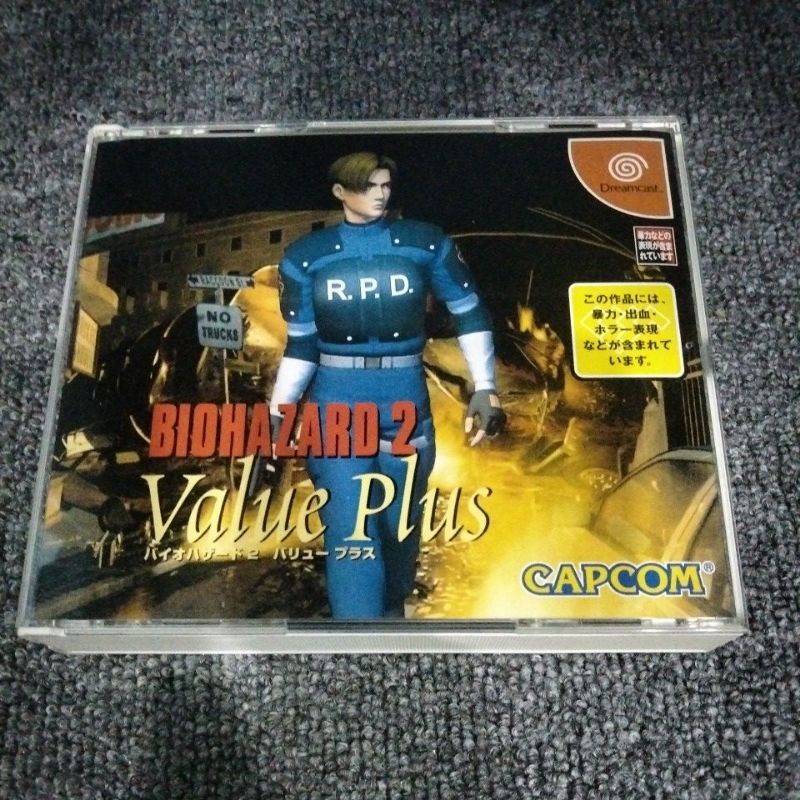 Dreamcast™
暴力などの
表現が含ま
れています
この作品には、
暴力・出血・
ホラー表現
などが含まれて
います。
NO
TRUCKS
R.P.D.
BIOHAZARD 2
Value Plus
バイオハザード 2 バリュー プラス
CAPCOM®